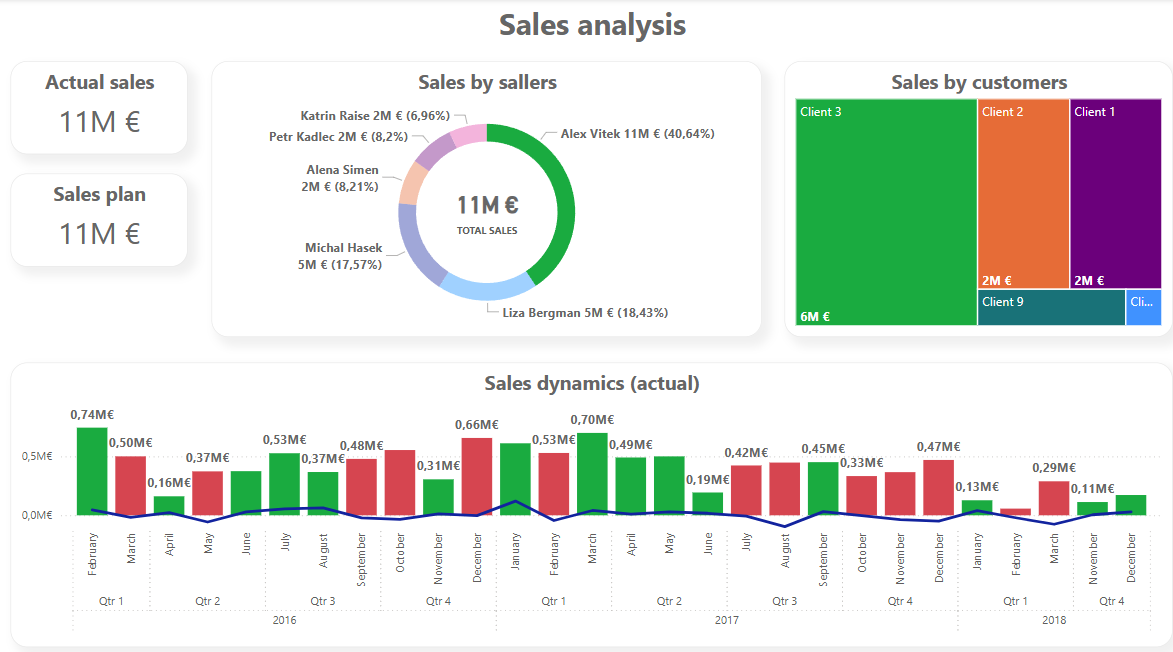 Sales analysis
Actual sales
11M €
Sales plan
11M €
Sales by sallers
Katrin Raise 2M € (6,96%)
Petr Kadlec 2M € (8,2%)
Alena Simen
2M € (8,21%)
Michal Hasek
5M € (17,57%)
Alex Vitek 11M € (40,64%)
Liza Bergman 5M € (18,43%)
11M €
TOTAL SALES
Sales by customers
Client 3
6M €
Client 2
2M €
Client 1
2M €
Client 9
Cli...
Sales dynamics (actual)
0,5M€
0,0M€
0,74M€
0,50M€
0,16M€
0,37M€
0,53M€
0,37M€
0,48M€
0,31M€
0,66M€
0,53M€
0,70M€
0,49M€
0,19M€
0,42M€
0,45M€
0,33M€
0,47M€
0,13M€
0,29M€
0,11M€
February
March
April
May
June
July
August
September
October
November
December
January
February
March
April
May
June
July
August
September
October
November
December
January
February
March
November
December
Qtr 1
Qtr 2
Qtr 3
Qtr 4
Qtr 1
Qtr 2
Qtr 3
Qtr 4
Qtr 1
Qtr 4
2016
2017
2018